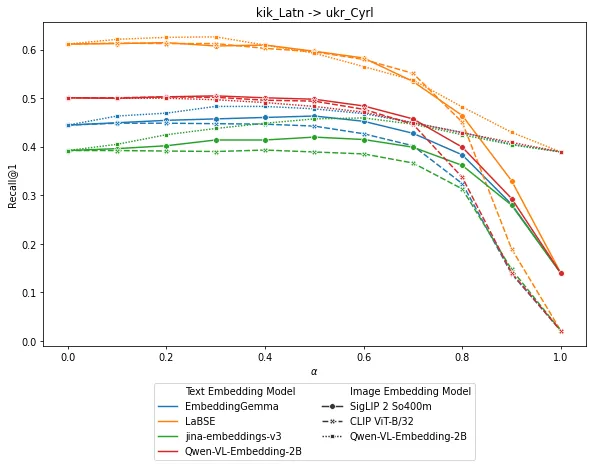 kik_Latn -> ukr_Cyrl
Recall@1
0.6
0.5
0.4
0.3
0.2
0.1
0.0
0.0 0.2 0.4 0.6 0.8 1.0
α
Text Embedding Model Image Embedding Model
EmbeddingGemma SigLIP 2 So400m
LaBSE CLIP ViT-B/32
jina-embeddings-v3 Qwen-VL-Embedding-2B
Qwen-VL-Embedding-2B